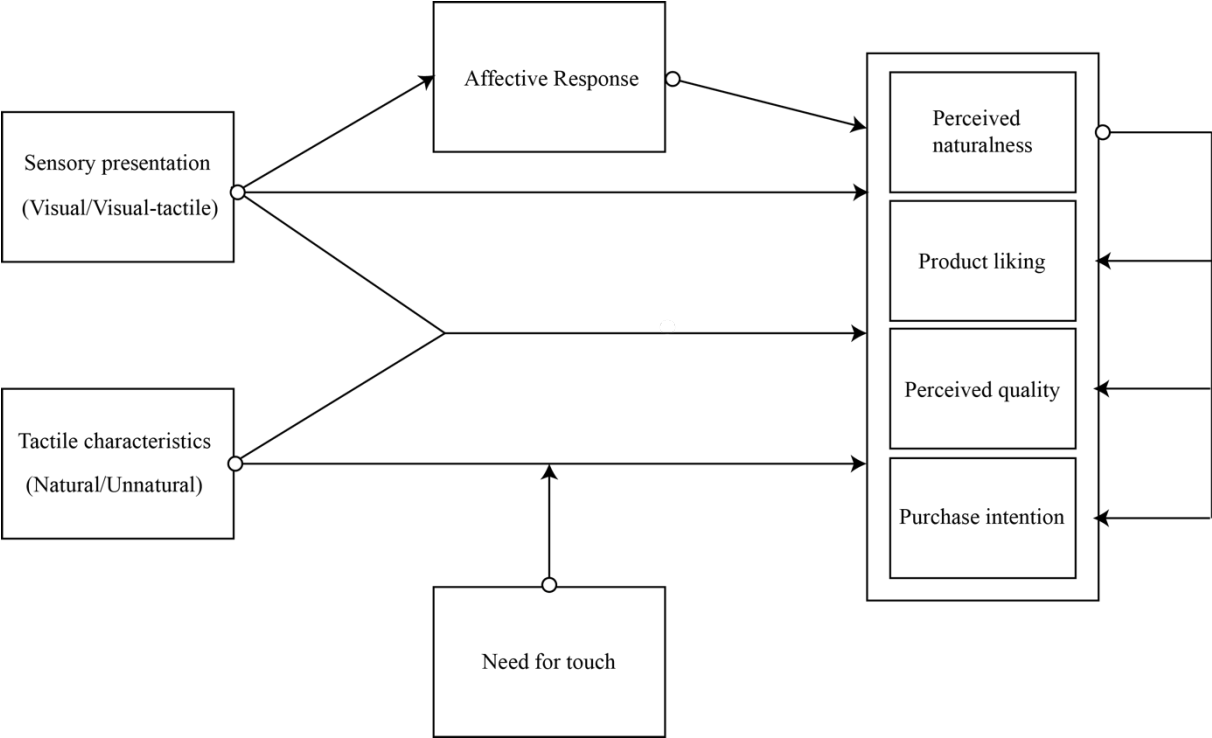 Affective Response
Sensory presentation
(Visual/Visual-tactile)
Perceived
naturalness
Product liking
Perceived quality
Tactile characteristics
(Natural/Unnatural)
Purchase intention
Need for touch